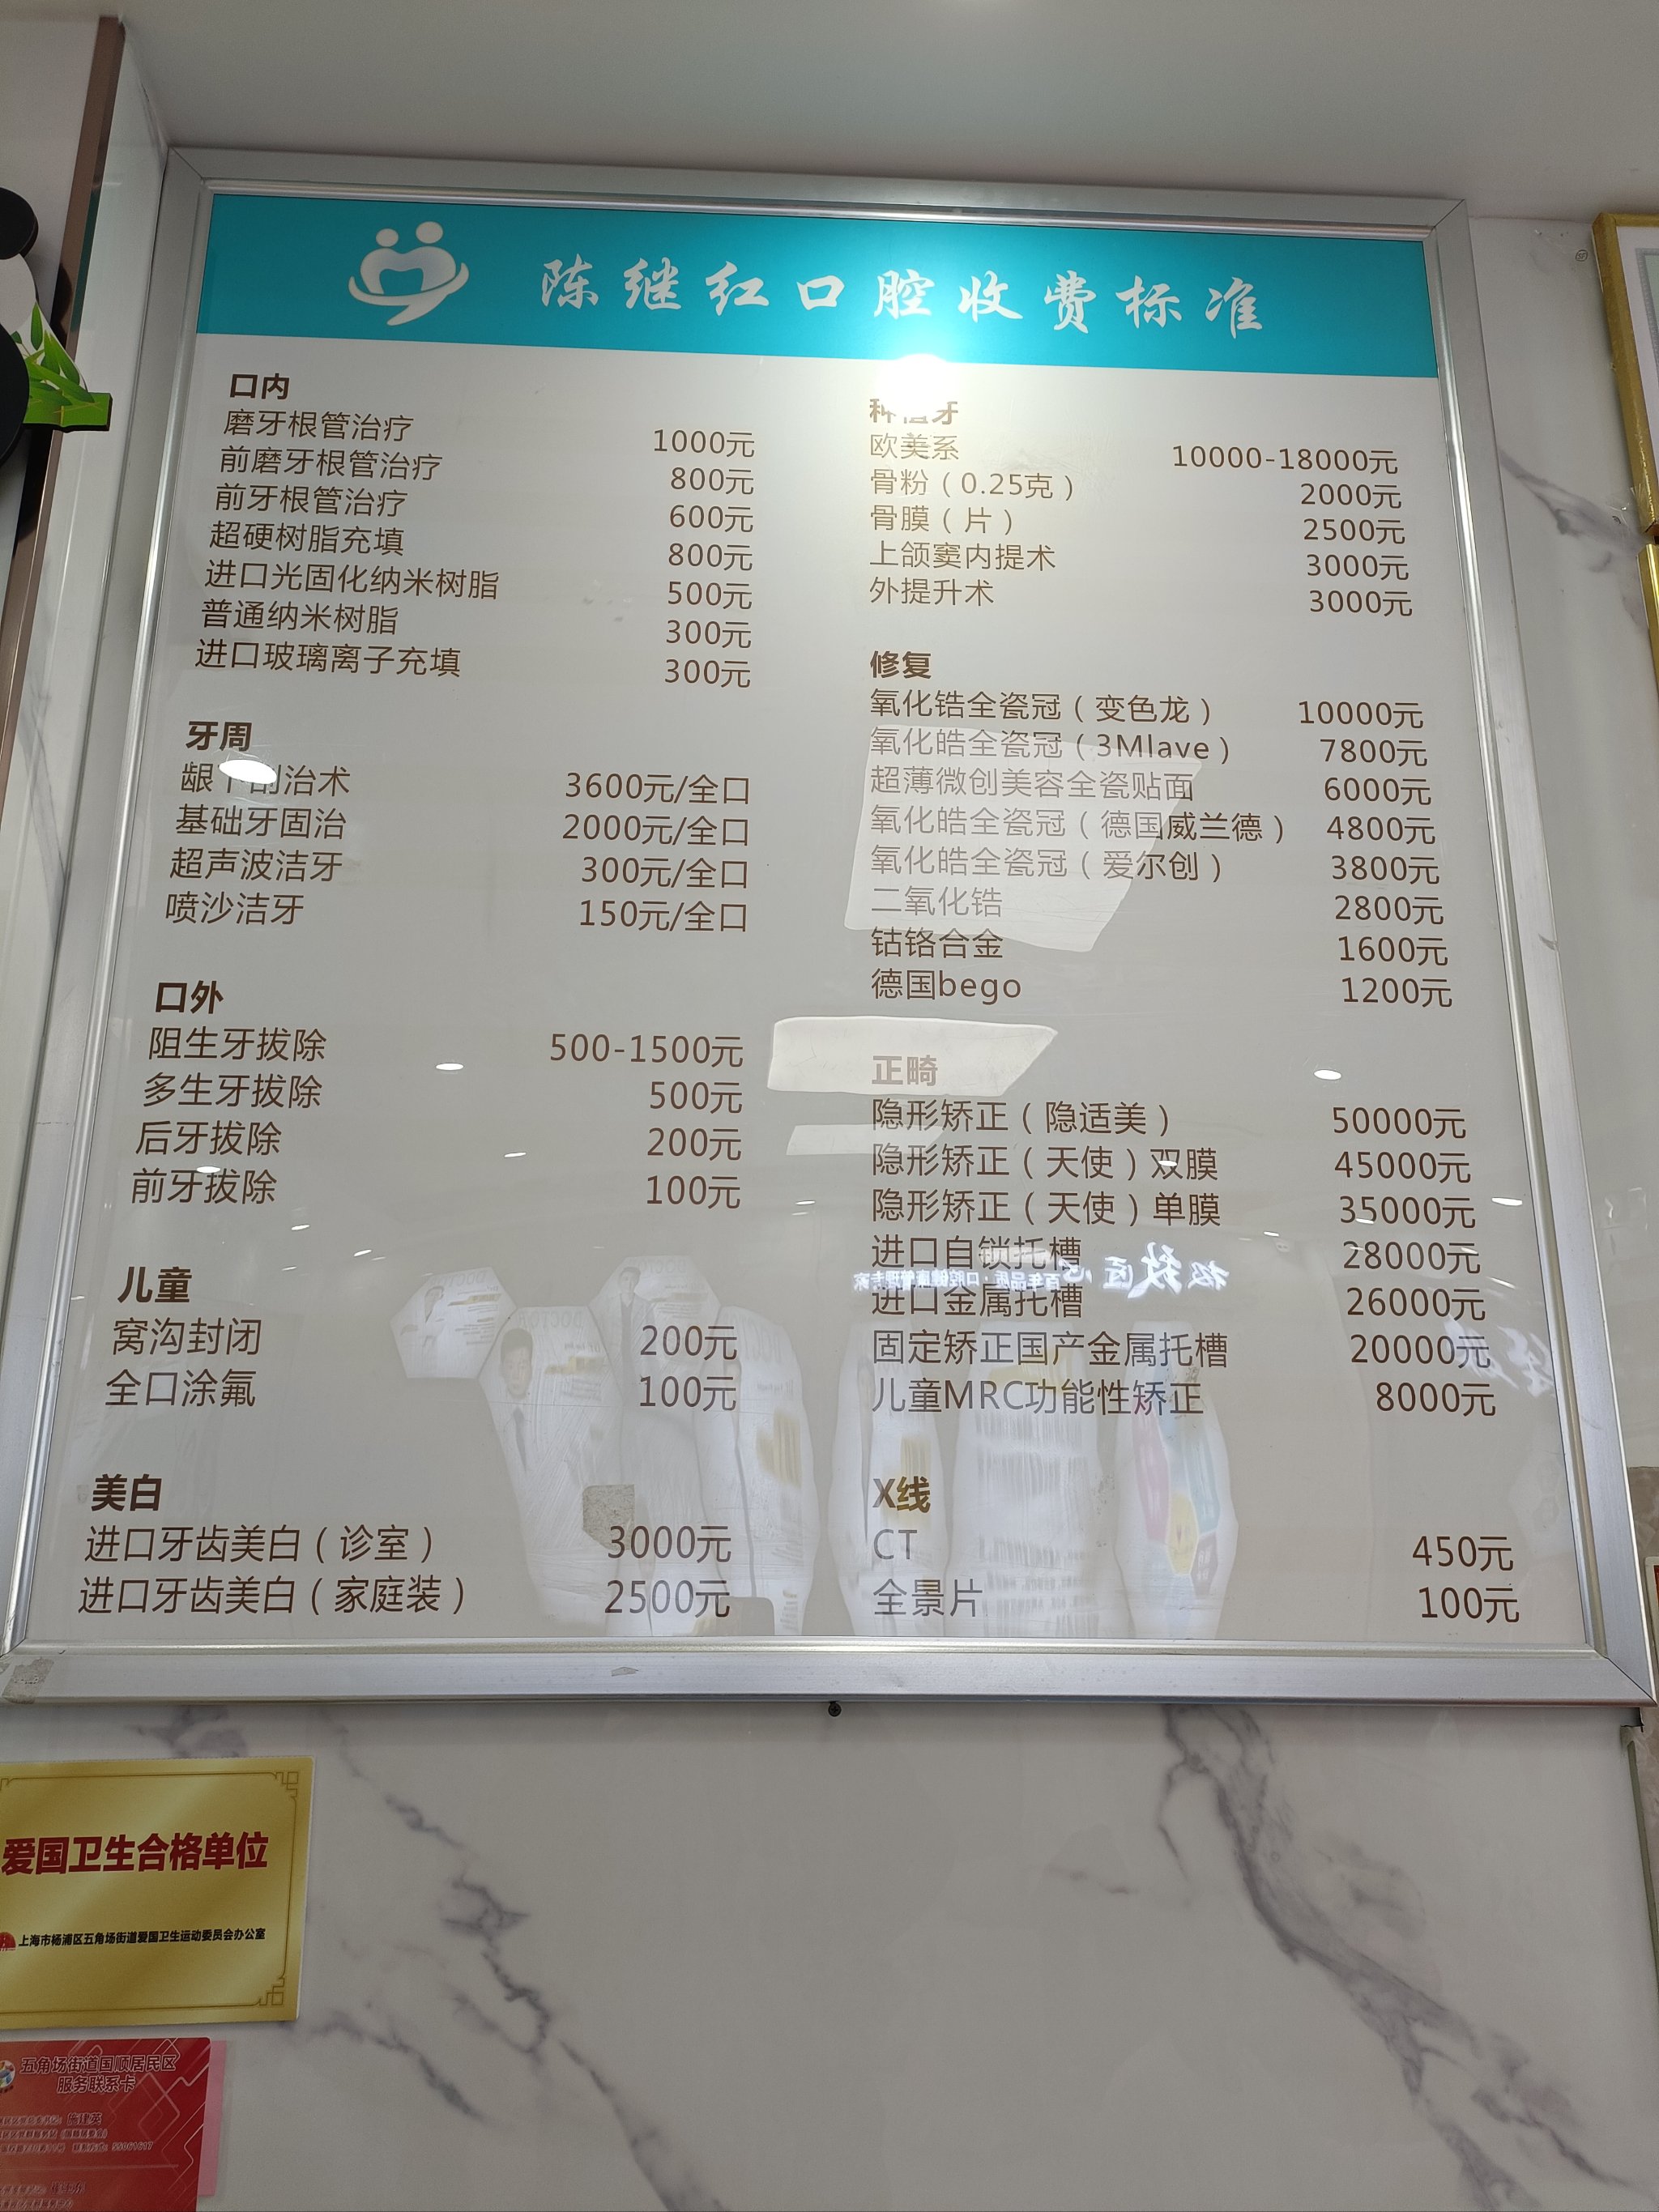 陈继红口腔收费标准
口内
磨牙根管治疗 1000元
前磨牙根管治疗 800元
前牙根管治疗 600元
超硬树脂充填 800元
进口光固化纳米树脂 500元
普通纳米树脂 300元
进口玻璃离子充填 300元
牙周
龈下刮治术 3600元/全口
基础牙固治 2000元/全口
超声波洁牙 300元/全口
喷沙洁牙 150元/全口
口外
阻生牙拔除 500-1500元
多生牙拔除 500元
后牙拔除 200元
前牙拔除 100元
儿童
窝沟封闭 200元
全口涂氟 100元
美白
进口牙齿美白（诊室） 3000元
进口牙齿美白（家庭装） 2500元
种植牙
欧美系 10000-18000元
骨粉（0.25克） 2000元
骨膜（片） 2500元
上颌窦内提术 3000元
外提升术 3000元
修复
氧化锆全瓷冠（变色龙） 10000元
氧化皓全瓷冠（3Mlave） 7800元
超薄微创美容全瓷贴面 6000元
氧化皓全瓷冠（德国威兰德） 4800元
氧化皓全瓷冠（爱尔创） 3800元
二氧化锆 2800元
钴铬合金 1600元
德国bego 1200元
正畸
隐形矫正（隐适美） 50000元
隐形矫正（天使）双膜 45000元
隐形矫正（天使）单膜 35000元
进口自锁托槽 28000元
进口金属托槽 26000元
固定矫正国产金属托槽 20000元
儿童MRC功能性矫正 8000元
X线
CT 450元
全景片 100元
爱国卫生合格单位
上海市杨浦区五角场街道爱国卫生运动委员会办公室
五角场街道国顺居民区
服务联系卡